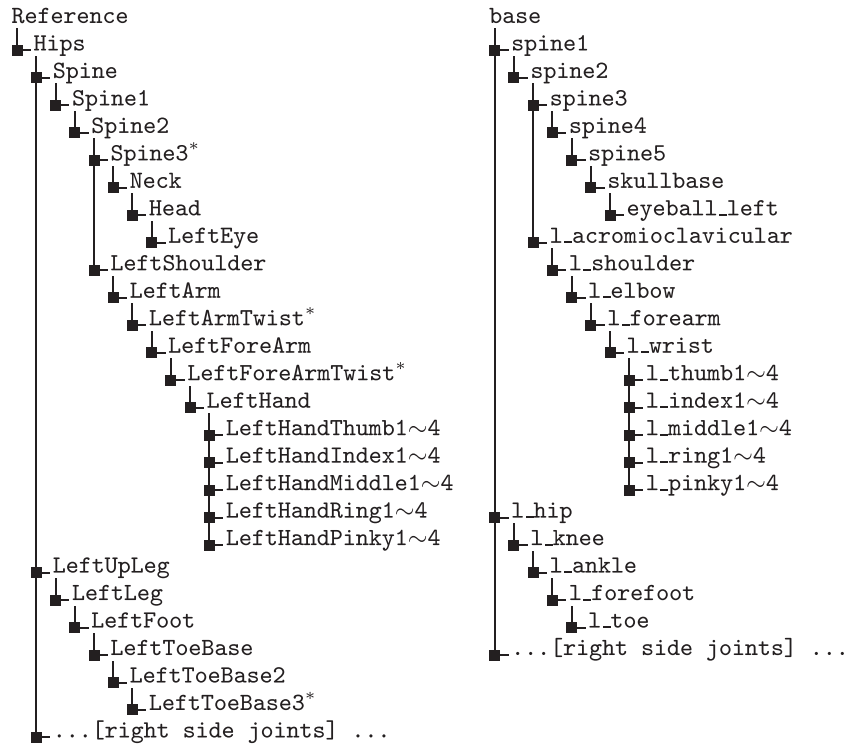 Reference
Hips
Spine
Spine1
Spine2
Spine3*
Neck
Head
LeftEye
LeftShoulder
LeftArm
LeftArmTwist*
LeftForeArm
LeftForeArmTwist*
LeftHand
LeftHandThumb1~4
LeftHandIndex1~4
LeftHandMiddle1~4
LeftHandRing1~4
LeftHandPinky1~4
LeftUpLeg
LeftLeg
LeftFoot
LeftToeBase
LeftToeBase2
LeftToeBase3*
...[right side joints] ...
base
spine1
spine2
spine3
spine4
spine5
skullbase
eyeball_left
l_acromioclavicular
l_shoulder
l_elbow
l_forearm
l_wrist
l_thumb1~4
l_index1~4
l_middle1~4
l_ring1~4
l_pinky1~4
l_hip
l_knee
l_ankle
l_forefoot
l_toe
...[right side joints] ...